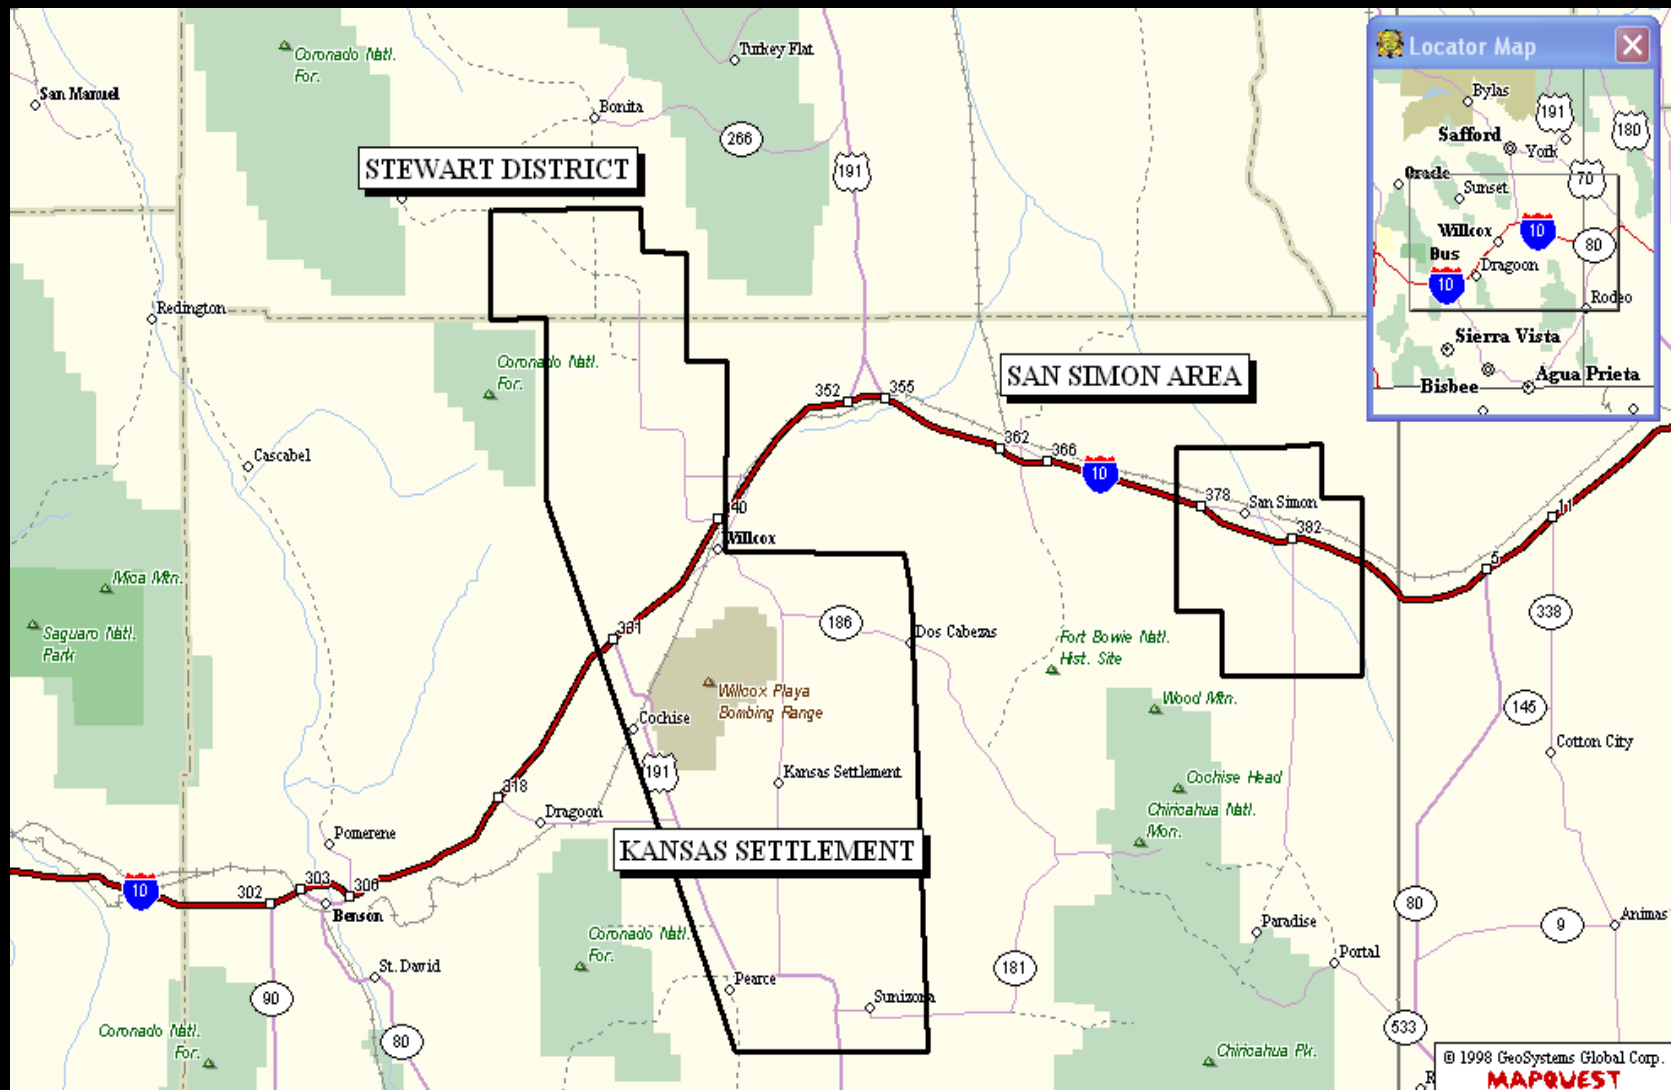 Coronado Natl.
For.
San Manuel
Turkey Flat
Bonita
266
191
STEWART DISTRICT
Redington
Coronado Natl.
For.
SAN SIMON AREA
352
355
362
366
10
Cascabel
378
San Simon
382
40
Willcox
Mica Mtn.
Saguaro Natl.
Park
331
186
Dos Cabezas
Fort Bowie Natl.
Hist. Site
Willcox Playa
Bombing Range
Wood Mtn.
Cochise
191
Kansas Settlement
Cochise Head
Chiricahua Natl.
Mon.
318
Dragoon
Pomerene
KANSAS SETTLEMENT
10
302
303
306
Benson
Coronado Natl.
For.
St. David
90
Pearce
Sunizona
181
Paradise
Portal
Coronado Natl.
For.
80
Chiricahua Pk.
5
11
338
145
Cotton City
80
9
Animas
533
R
Locator Map
Bylas
191
180
Safford
York
Oracle
70
Sunset
Willcox
10
80
Bus
Dragoon
10
Rodeo
Sierra Vista
Bisbee
Agua Prieta
© 1998 GeoSystems Global Corp.
MAPQUEST